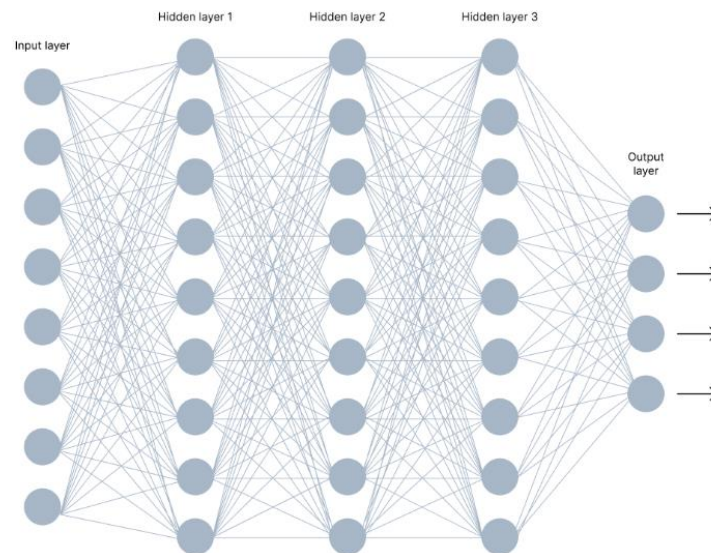 Input layer
Hidden layer 1
Hidden layer 2
Hidden layer 3
Output
layer